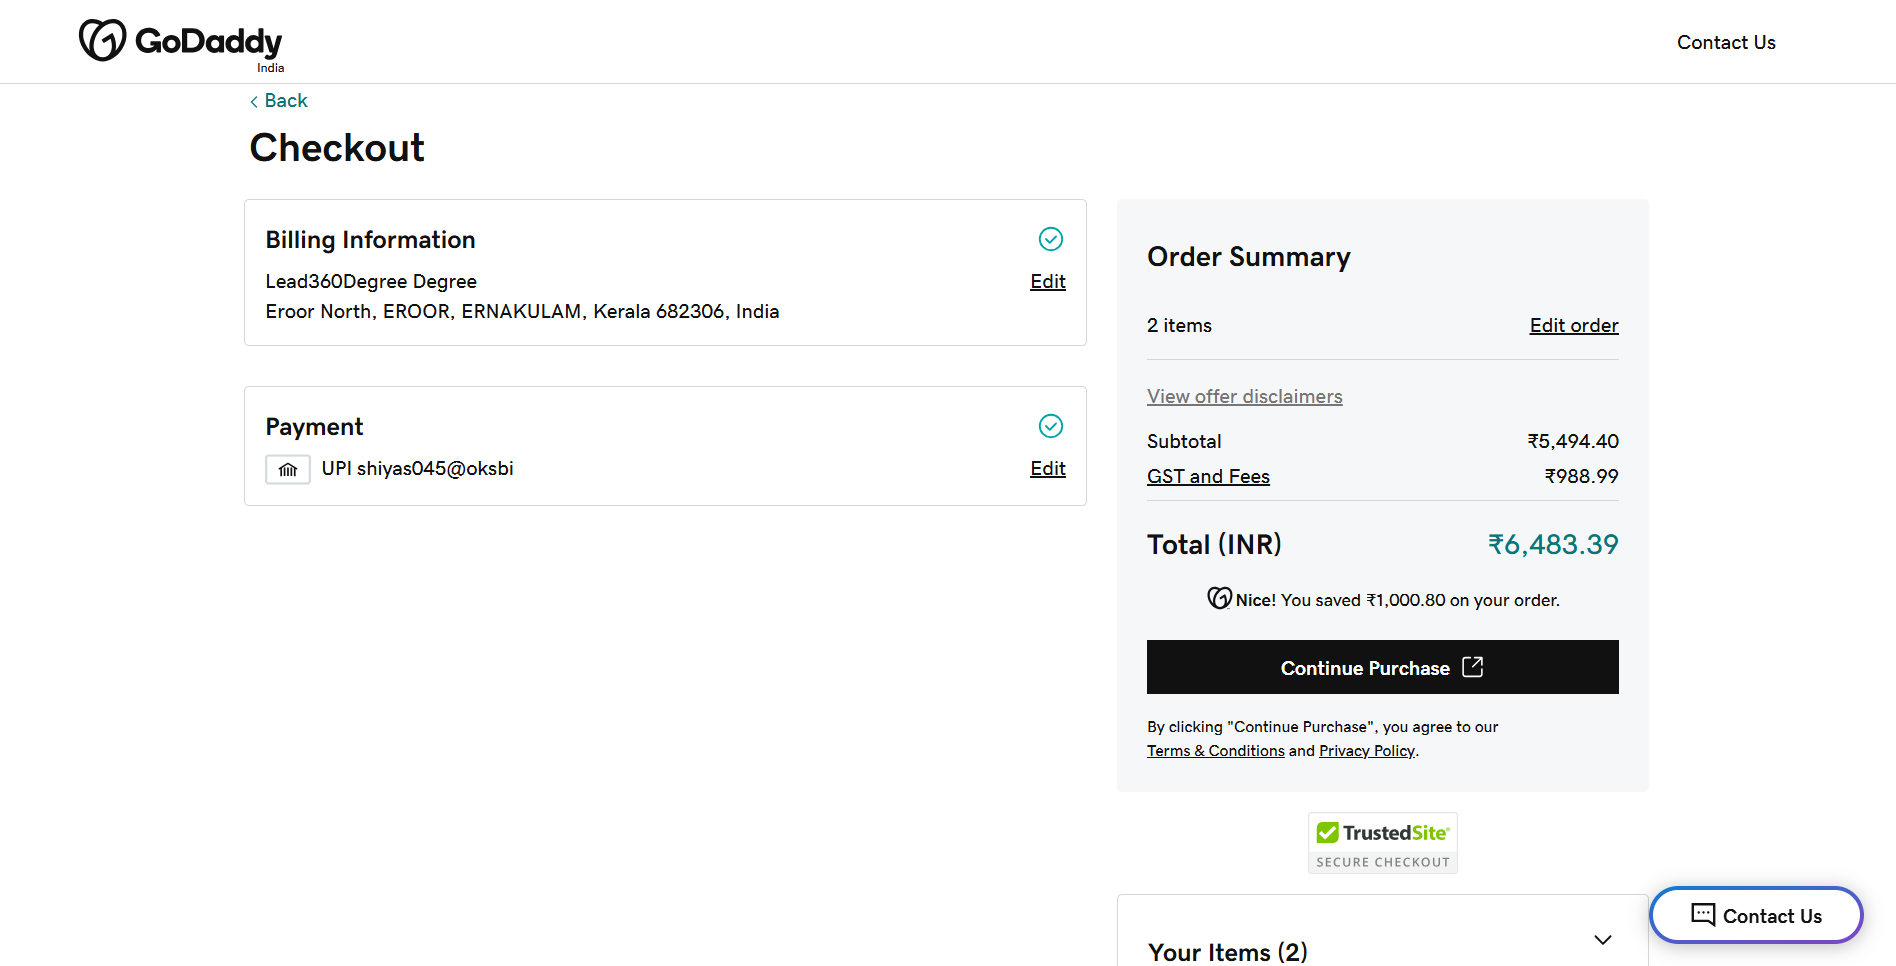 GoDaddy
India
Contact Us
Back
Checkout
Billing Information
Lead360Degree Degree
Edit
Eroor North, EROOR, ERNAKULAM, Kerala 682306, India
Payment
UPI shiyas045@oksbi
Edit
Order Summary
2 items
Edit order
View offer disclaimers
Subtotal ₹5,494.40
GST and Fees ₹988.99
Total (INR) ₹6,483.39
Nice! You saved ₹1,000.80 on your order.
Continue Purchase
By clicking "Continue Purchase", you agree to our
Terms & Conditions and Privacy Policy.
TrustedSite
SECURE CHECKOUT
Your Items (2)
Contact Us